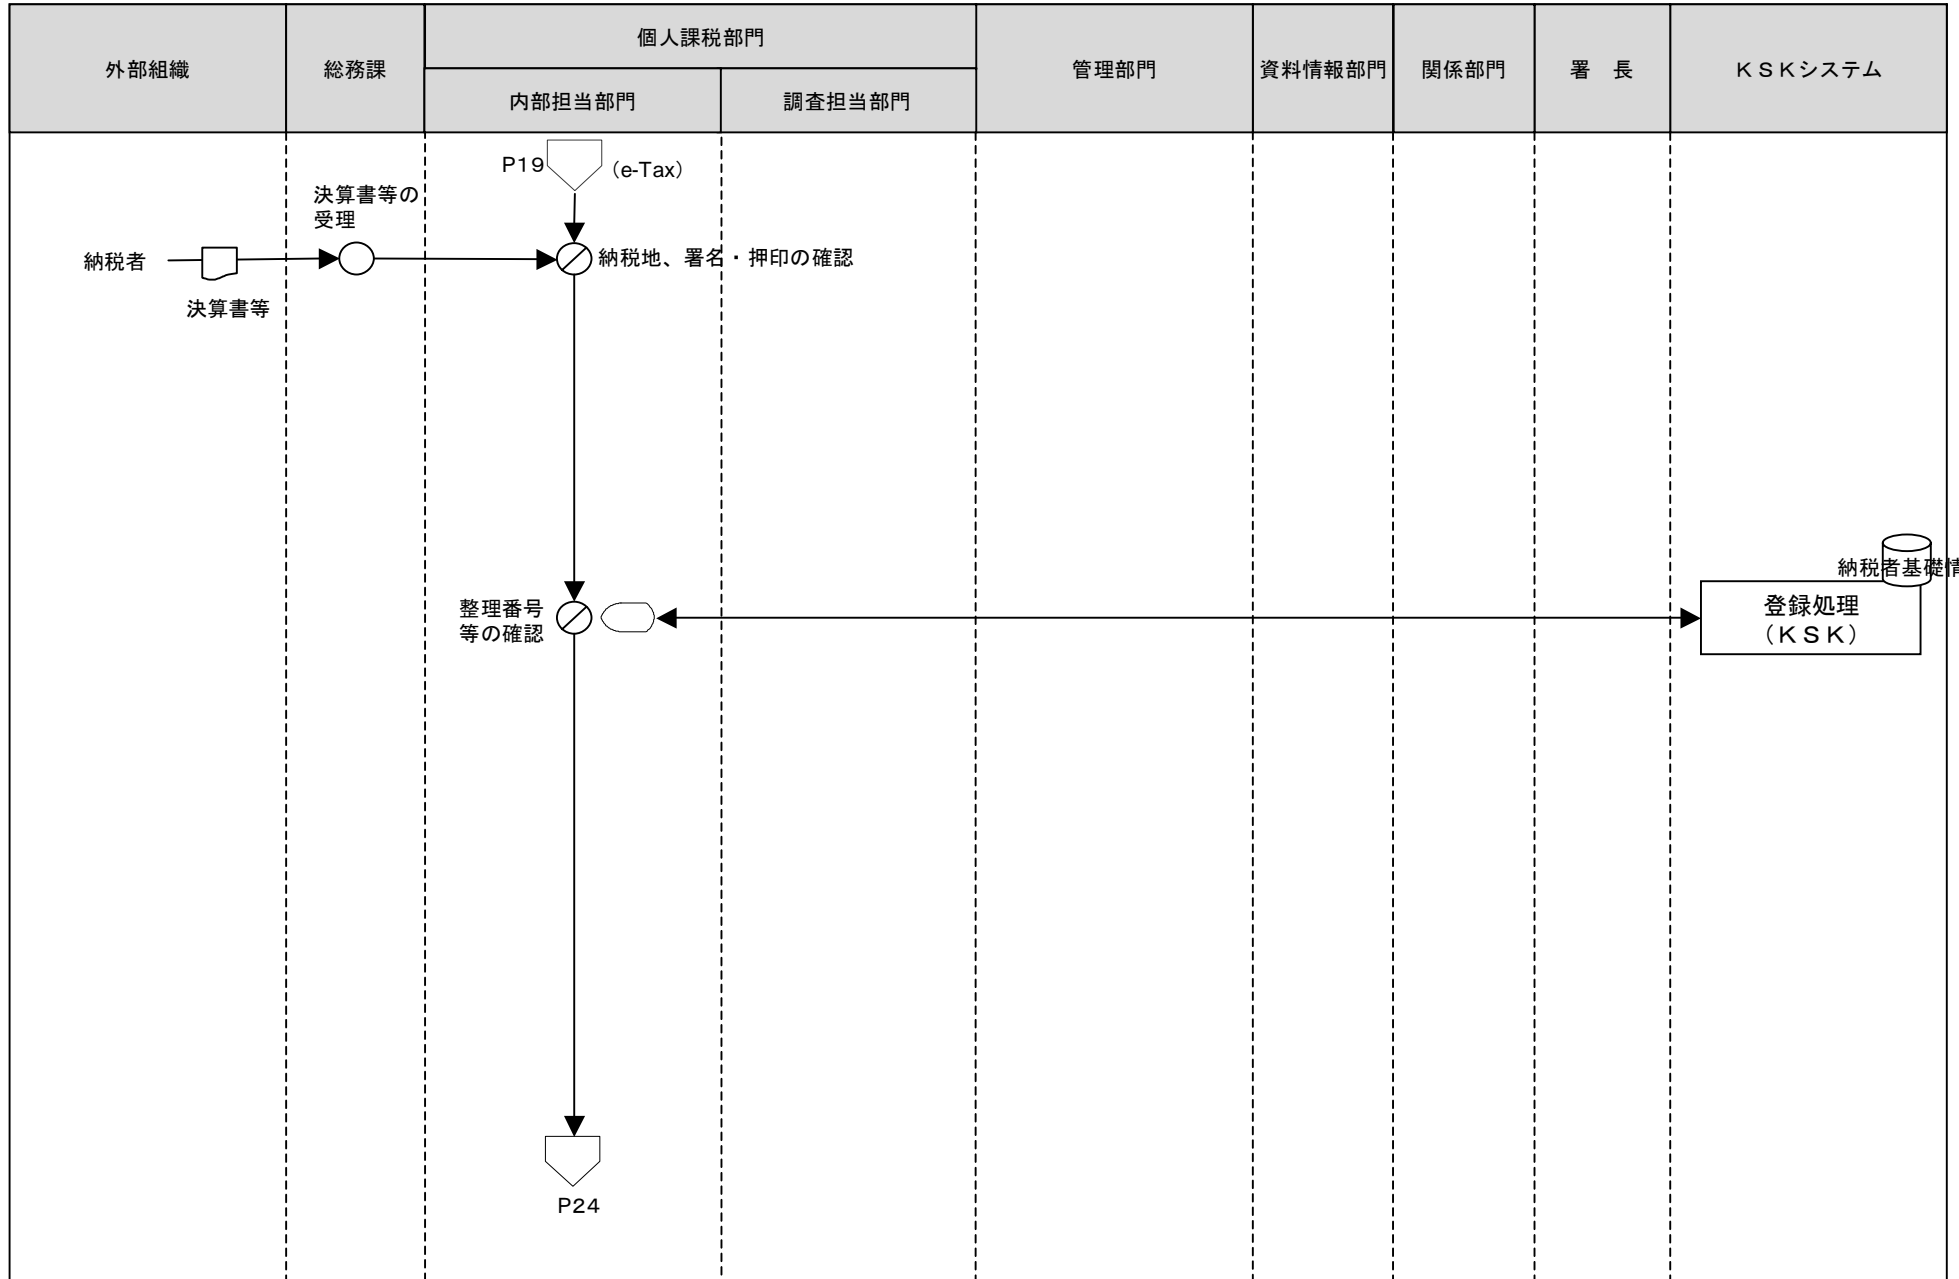 外部組織
総務課
個人課税部門
内部担当部門
調査担当部門
管理部門
資料情報部門
関係部門
署　長
ＫＳＫシステム
P19
（e-Tax）
決算書等の
受理
納税者
決算書等
納税地、署名・押印の確認
納税者基礎情
整理番号
等の確認
登録処理
（ＫＳＫ）
P24